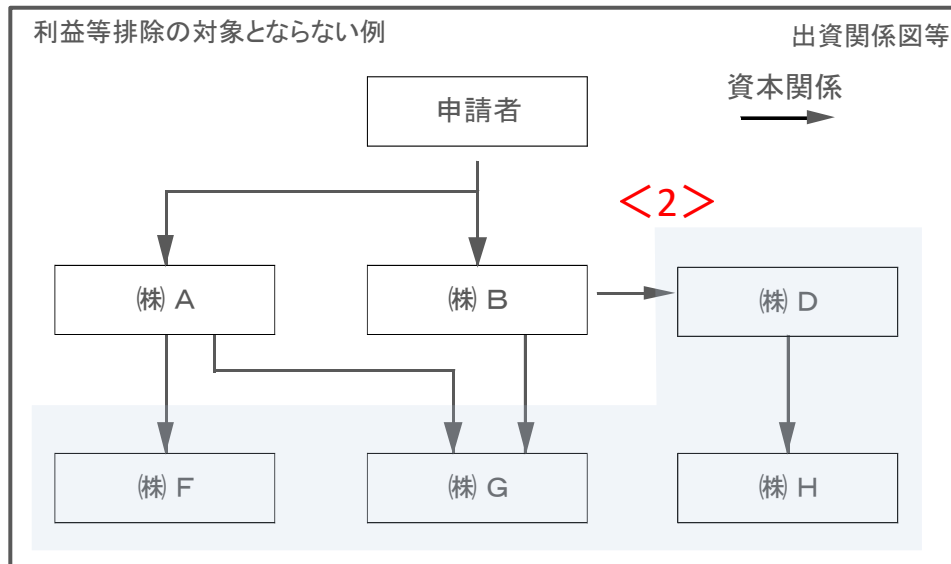 利益等排除の対象とならない例
出資関係図等
資本関係
申請者
＜2＞
㈱ A
㈱ B
㈱ D
㈱ F
㈱ G
㈱ H